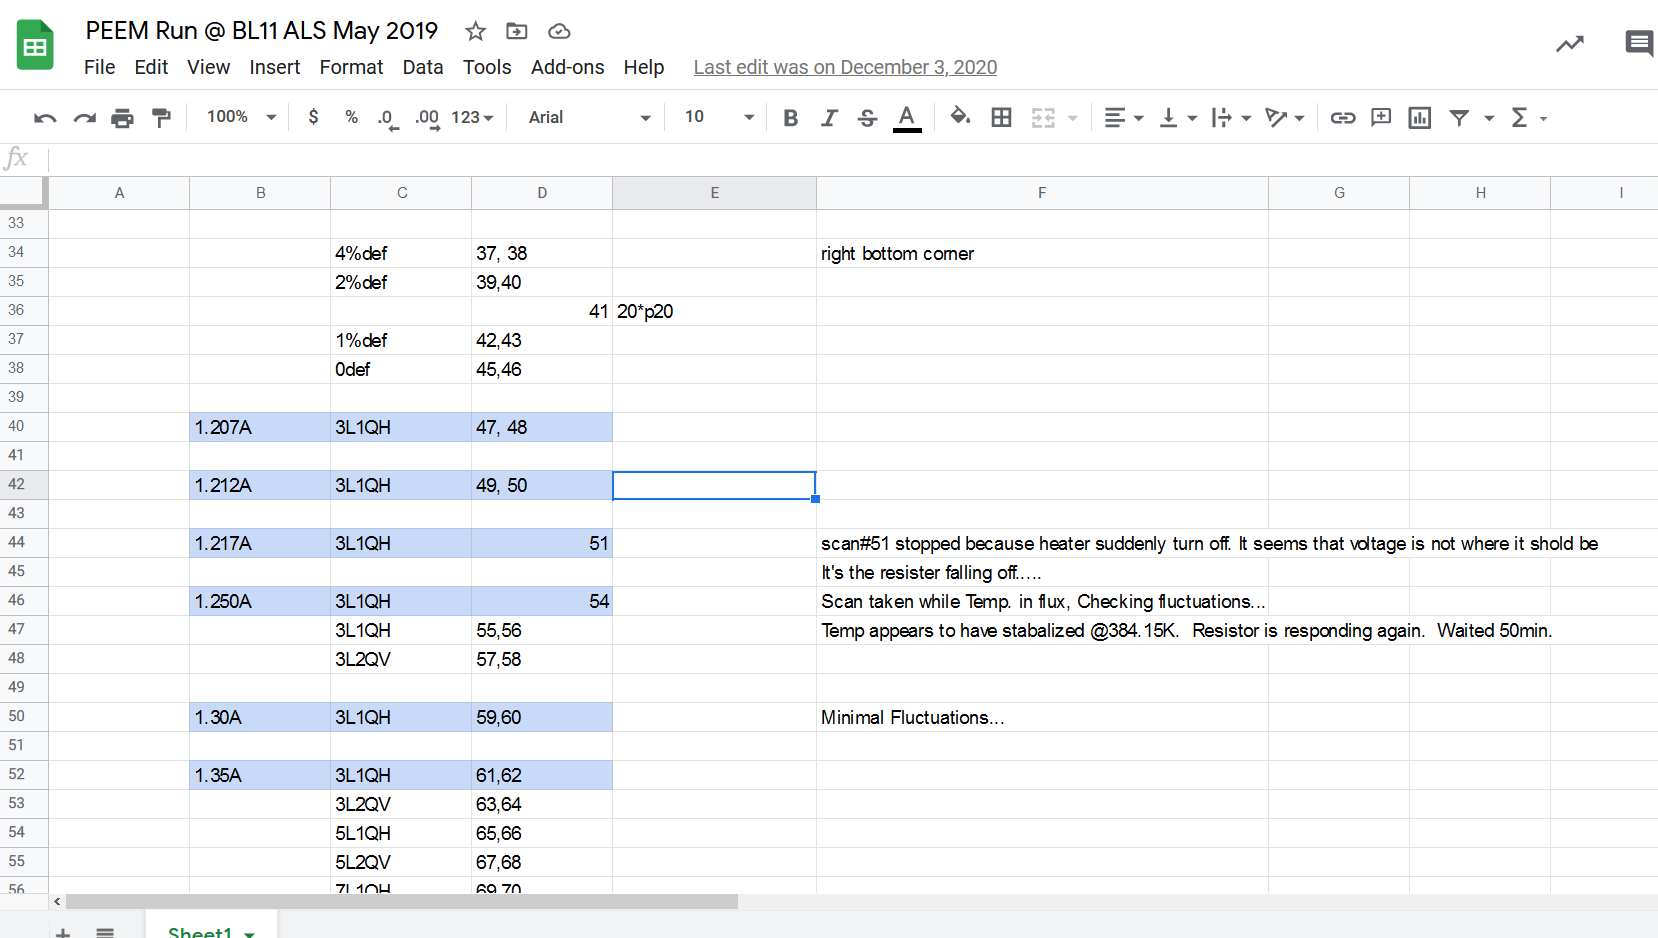 PEEM Run @ BL11 ALS May 2019
File Edit View Insert Format Data Tools Add-ons Help Last edit was on December 3, 2020
100% $ % .0 .00 123 Arial 10 B I S A Σ
fx
A B C D E F G H I
33
34 4%def 37, 38 right bottom corner
35 2%def 39,40
36 41 20*p20
37 1%def 42,43
38 0def 45,46
39
40 1.207A 3L1QH 47, 48
41
42 1.212A 3L1QH 49, 50
43
44 1.217A 3L1QH 51 scan#51 stopped because heater suddenly turn off. It seems that voltage is not where it shold be
45 It's the resister falling off.....
46 1.250A 3L1QH 54 Scan taken while Temp. in flux, Checking fluctuations...
47 3L1QH 55,56 Temp appears to have stabalized @384.15K. Resistor is responding again. Waited 50min.
48 3L2QV 57,58
49
50 1.30A 3L1QH 59,60 Minimal Fluctuations...
51
52 1.35A 3L1QH 61,62
53 3L2QV 63,64
54 5L1QH 65,66
55 5L2QV 67,68
56 7L1QH 69,70
Sheet1